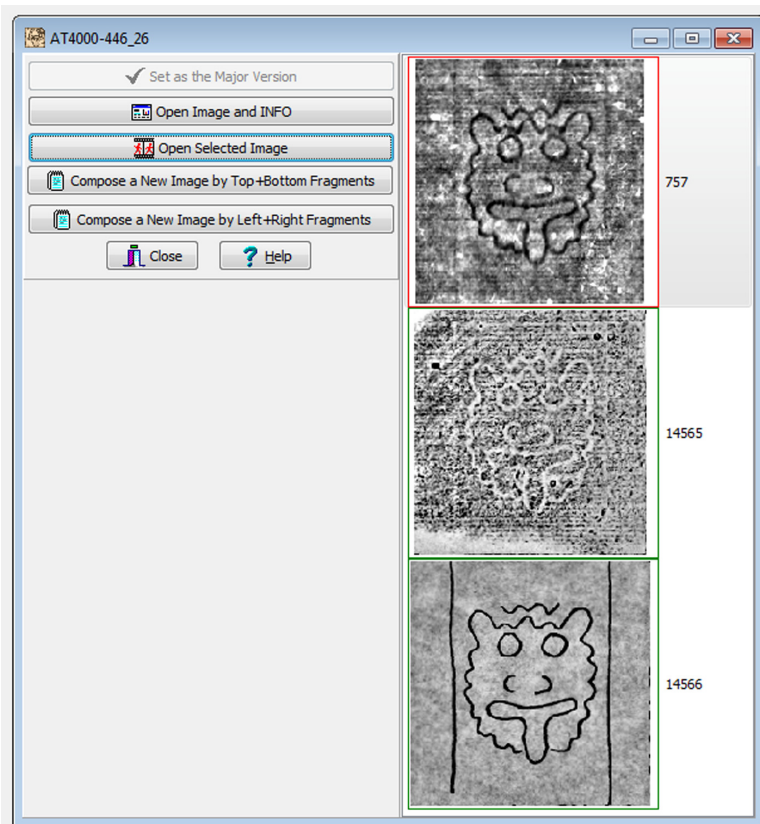 AT4000-446_26
Set as the Major Version
Open Image and INFO
Open Selected Image
Compose a New Image by Top+Bottom Fragments
Compose a New Image by Left+Right Fragments
Close
Help
757
14565
14566